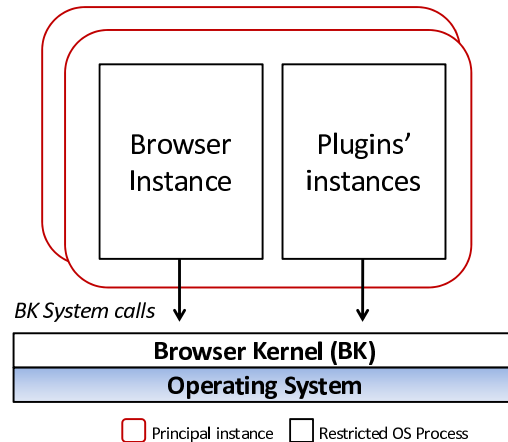 Browser
Instance
Plugins'
instances
BK System calls
Browser Kernel (BK)
Operating System
Principal instance
Restricted OS Process